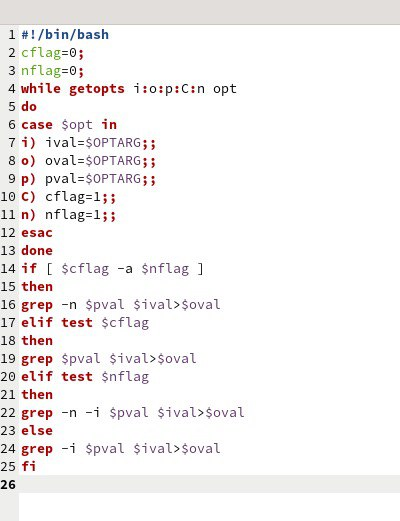 1 #!/bin/bash
2 cflag=0;
3 nflag=0;
4 while getopts i:o:p:C:n opt
5 do
6 case $opt in
7 i) ival=$OPTARG;;
8 o) oval=$OPTARG;;
9 p) pval=$OPTARG;;
10 C) cflag=1;;
11 n) nflag=1;;
12 esac
13 done
14 if [ $cflag -a $nflag ]
15 then
16 grep -n $pval $ival>$oval
17 elif test $cflag
18 then
19 grep $pval $ival>$oval
20 elif test $nflag
21 then
22 grep -n -i $pval $ival>$oval
23 else
24 grep -i $pval $ival>$oval
25 fi
26